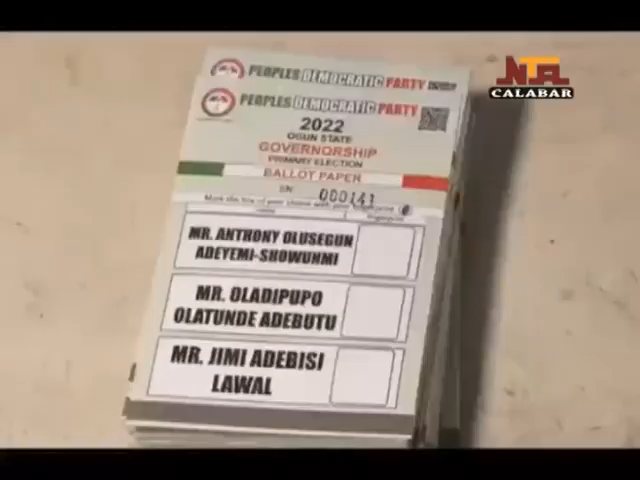 PEOPLES DEMOCRATIC PARTY
NTA
CALABAR
PEOPLES DEMOCRATIC PARTY
2022
OGUN STATE
GOVERNORSHIP
PRIMARY ELECTION
BALLOT PAPER
SN 000141
MR. ANTHONY OLUSEGUN
ADEYEMI-SHOWUNMI
MR. OLADIPUPO
OLATUNDE ADEBUTU
MR. JIMI ADEBISI
LAWAL